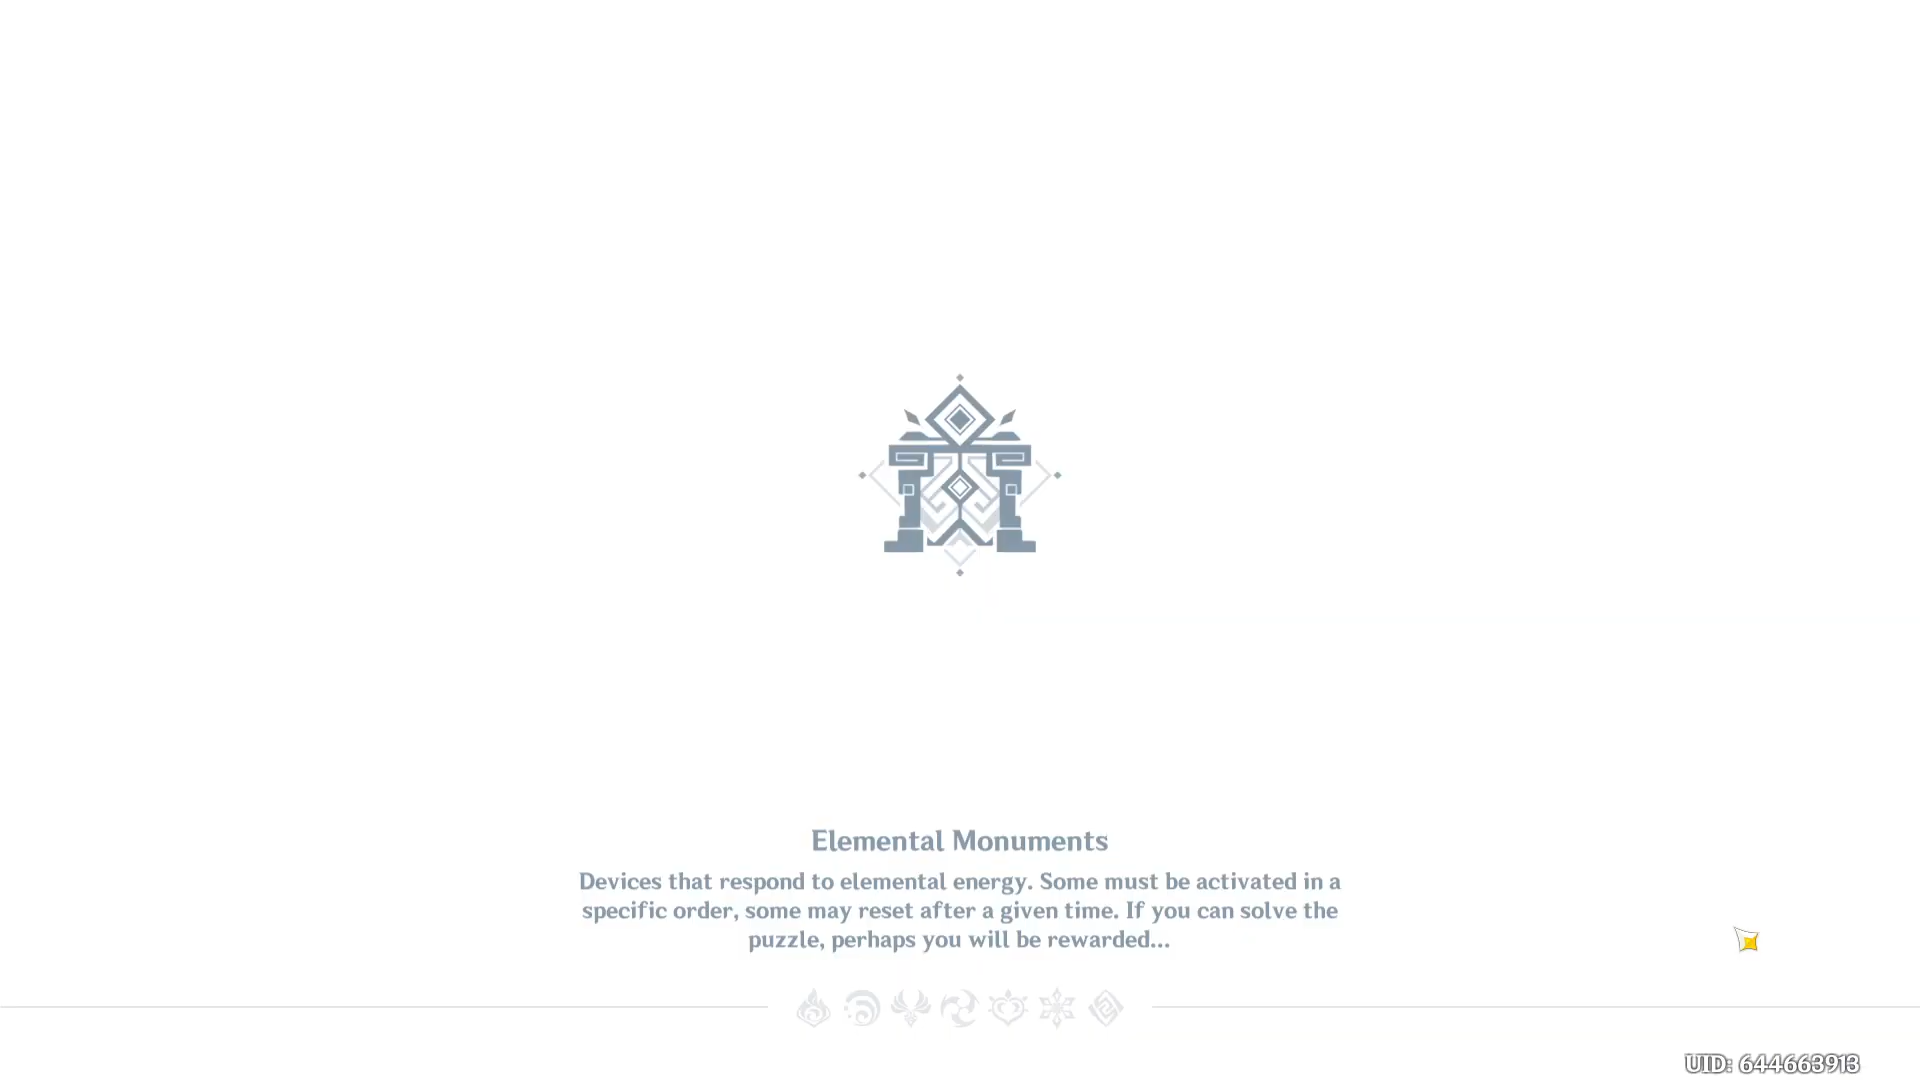 Elemental Monuments
Devices that respond to elemental energy. Some must be activated in a
specific order, some may reset after a given time. If you can solve the
puzzle, perhaps you will be rewarded...
UID: 644663913